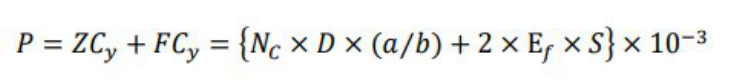 P = ZC_y + FC_y = {N_C × D × (a/b) + 2 × E_f × S} × 10⁻³